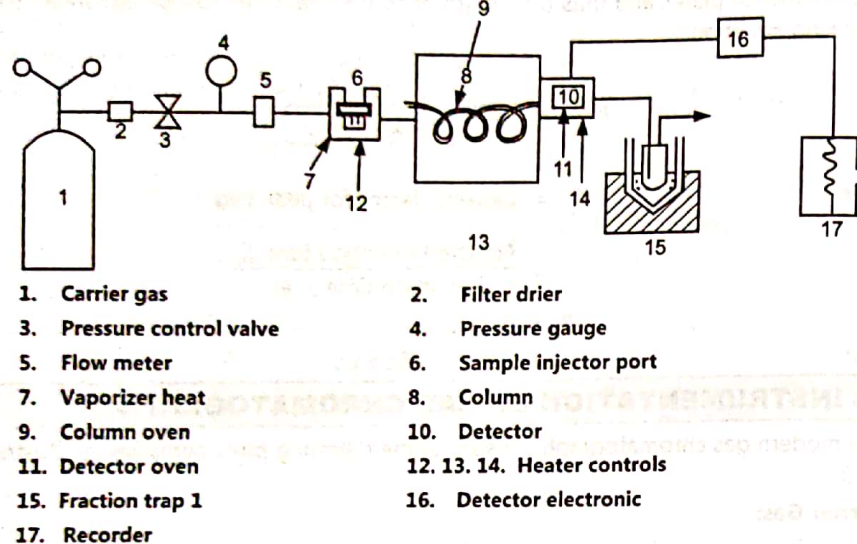 9
4
16
6
8
5
10
2
3
11
7
12
14
1
13
15
17
1. Carrier gas
2. Filter drier
3. Pressure control valve
4. Pressure gauge
5. Flow meter
6. Sample injector port
7. Vaporizer heat
8. Column
9. Column oven
10. Detector
11. Detector oven
12. 13. 14. Heater controls
15. Fraction trap 1
16. Detector electronic
17. Recorder